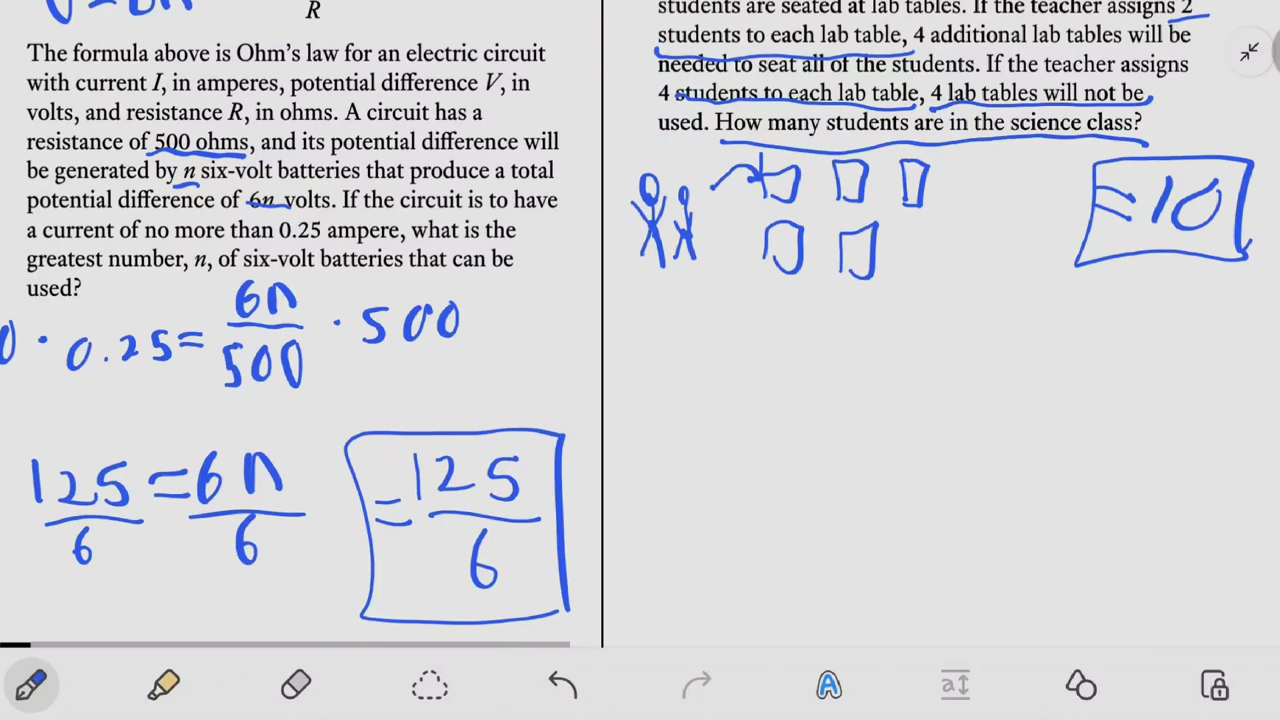 R
The formula above is Ohm's law for an electric circuit
with current I, in amperes, potential difference V, in
volts, and resistance R, in ohms. A circuit has a
resistance of 500 ohms, and its potential difference will
be generated by n six-volt batteries that produce a total
potential difference of 6n volts. If the circuit is to have
a current of no more than 0.25 ampere, what is the
greatest number, n, of six-volt batteries that can be
used?
0 · 0.25 = 6n/500 · 500
125/6 = 6n/6
= 125/6
students are seated at lab tables. If the teacher assigns 2
students to each lab table, 4 additional lab tables will be
needed to seat all of the students. If the teacher assigns
4 students to each lab table, 4 lab tables will not be
used. How many students are in the science class?
= 10
A
a